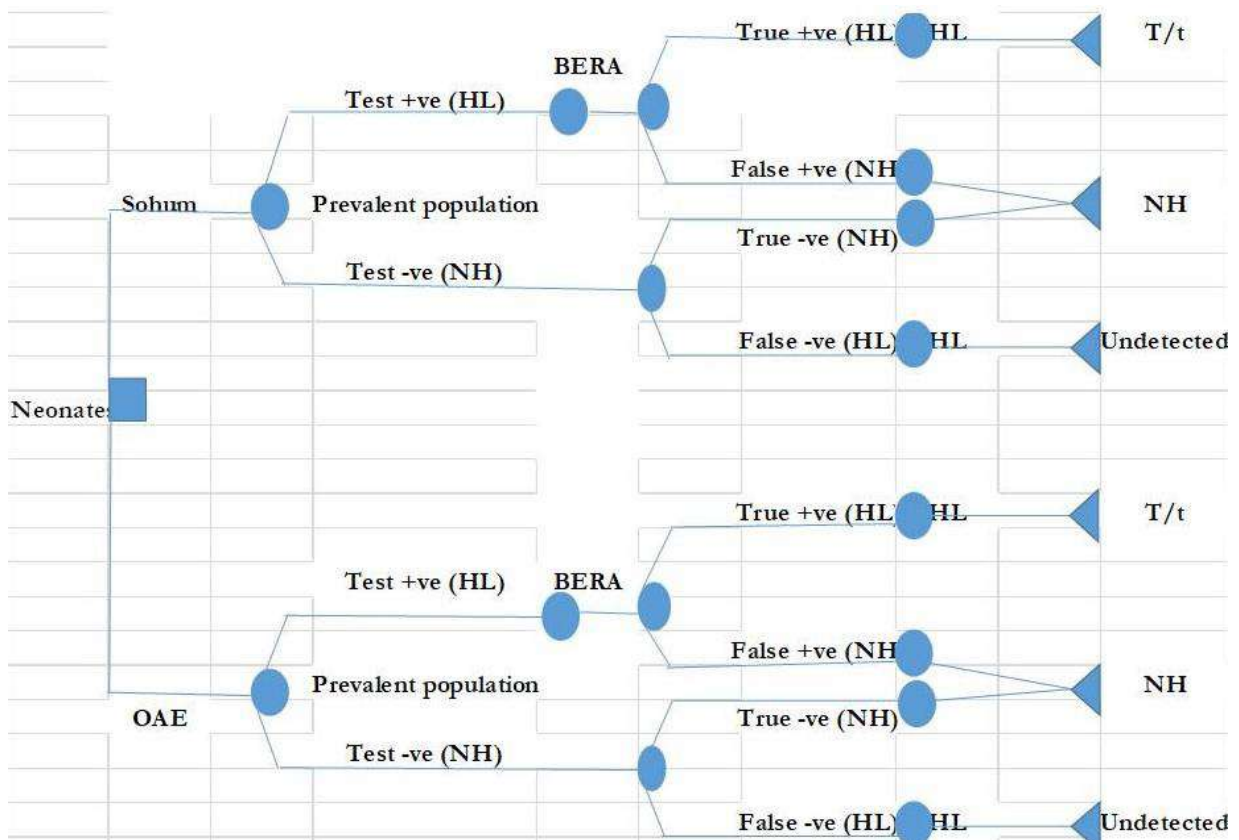 True +ve (HL) HL T/t
BERA
Test +ve (HL)
False +ve (NH
Sohum Prevalent population NH
True -ve (NH)
Test -ve (NH)
False -ve (HL) HL Undetected
Neonates
True +ve (HL) HL T/t
Test +ve (HL) BERA
False +ve (NH
Prevalent population NH
OAE True -ve (NH)
Test -ve (NH)
False -ve (HL) HL Undetected